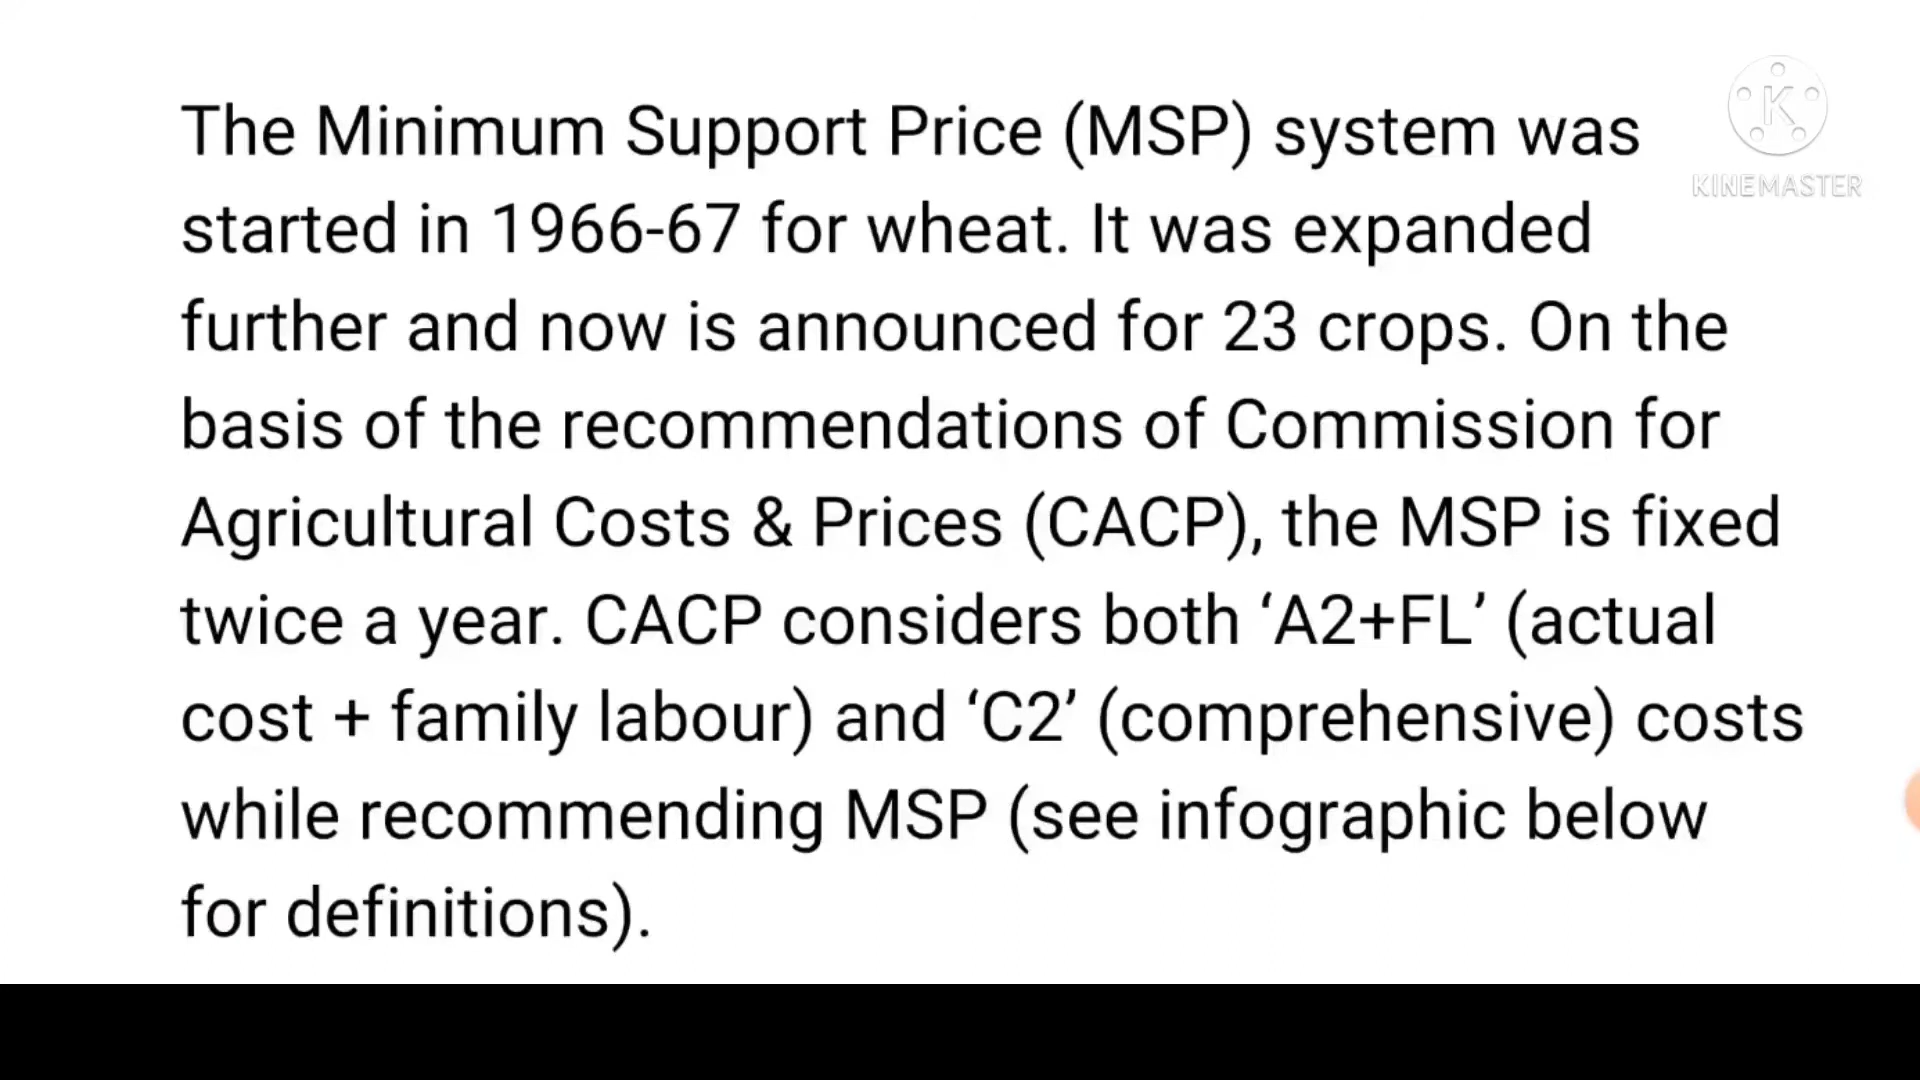 The Minimum Support Price (MSP) system was
started in 1966-67 for wheat. It was expanded
further and now is announced for 23 crops. On the
basis of the recommendations of Commission for
Agricultural Costs & Prices (CACP), the MSP is fixed
twice a year. CACP considers both ‘A2+FL’ (actual
cost + family labour) and ‘C2’ (comprehensive) costs
while recommending MSP (see infographic below
for definitions).
K
KINEMASTER